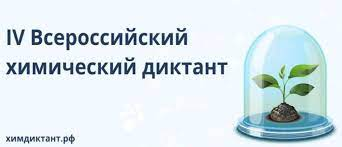 IV Всероссийский
химический диктант
химдиктант.рф